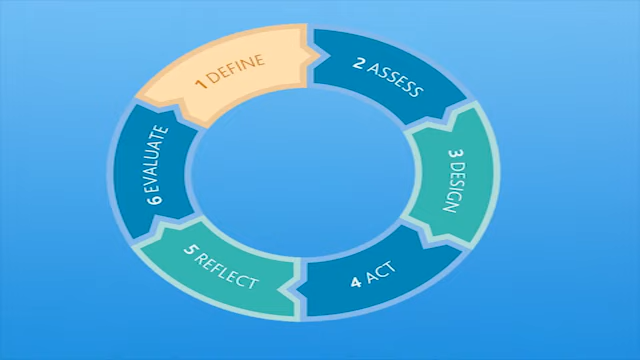 1 DEFINE
2 ASSESS
3 DESIGN
4 ACT
5 REFLECT
6 EVALUATE